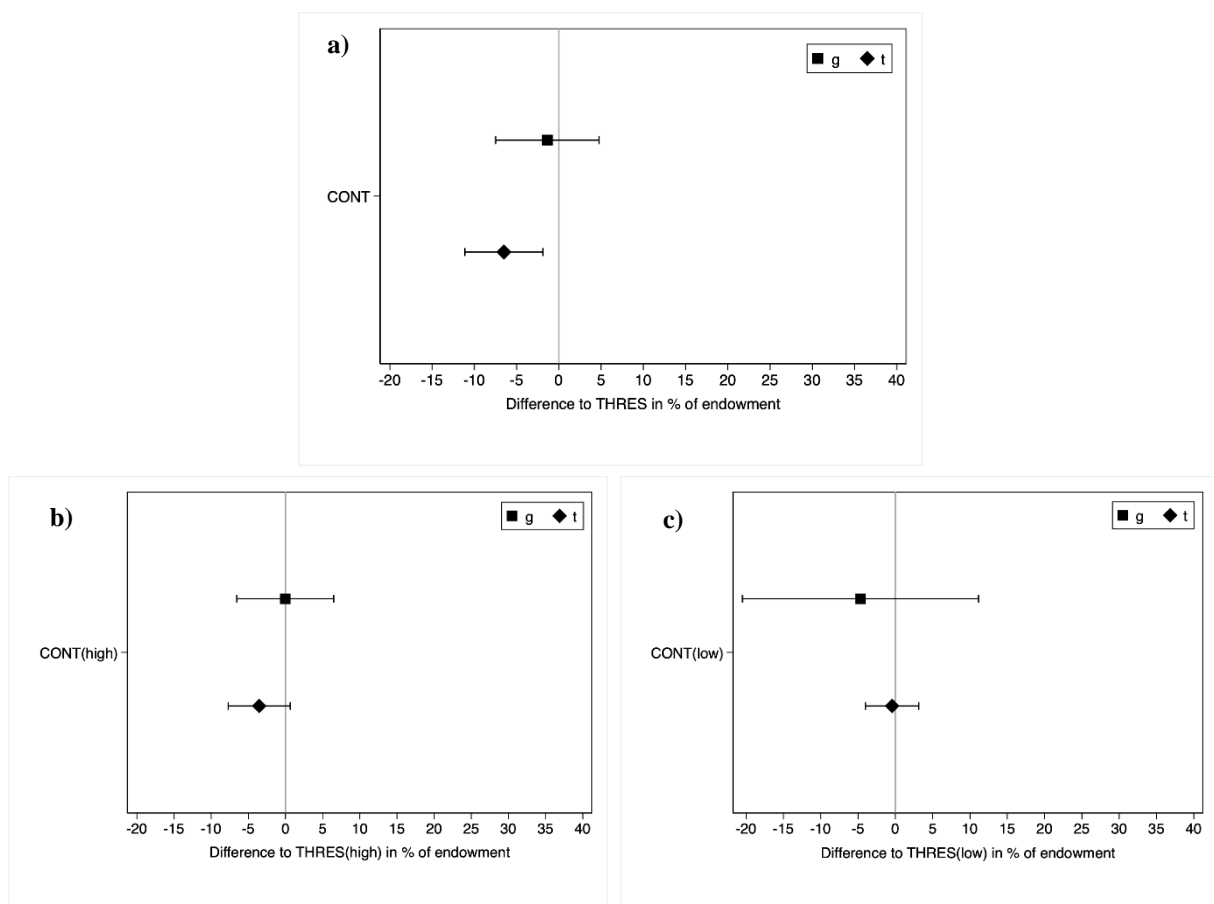 a)
g t
CONT
-20 -15 -10 -5 0 5 10 15 20 25 30 35 40
Difference to THRES in % of endowment
b)
g t
CONT(high)
-20 -15 -10 -5 0 5 10 15 20 25 30 35 40
Difference to THRES(high) in % of endowment
c)
g t
CONT(low)
-20 -15 -10 -5 0 5 10 15 20 25 30 35 40
Difference to THRES(low) in % of endowment